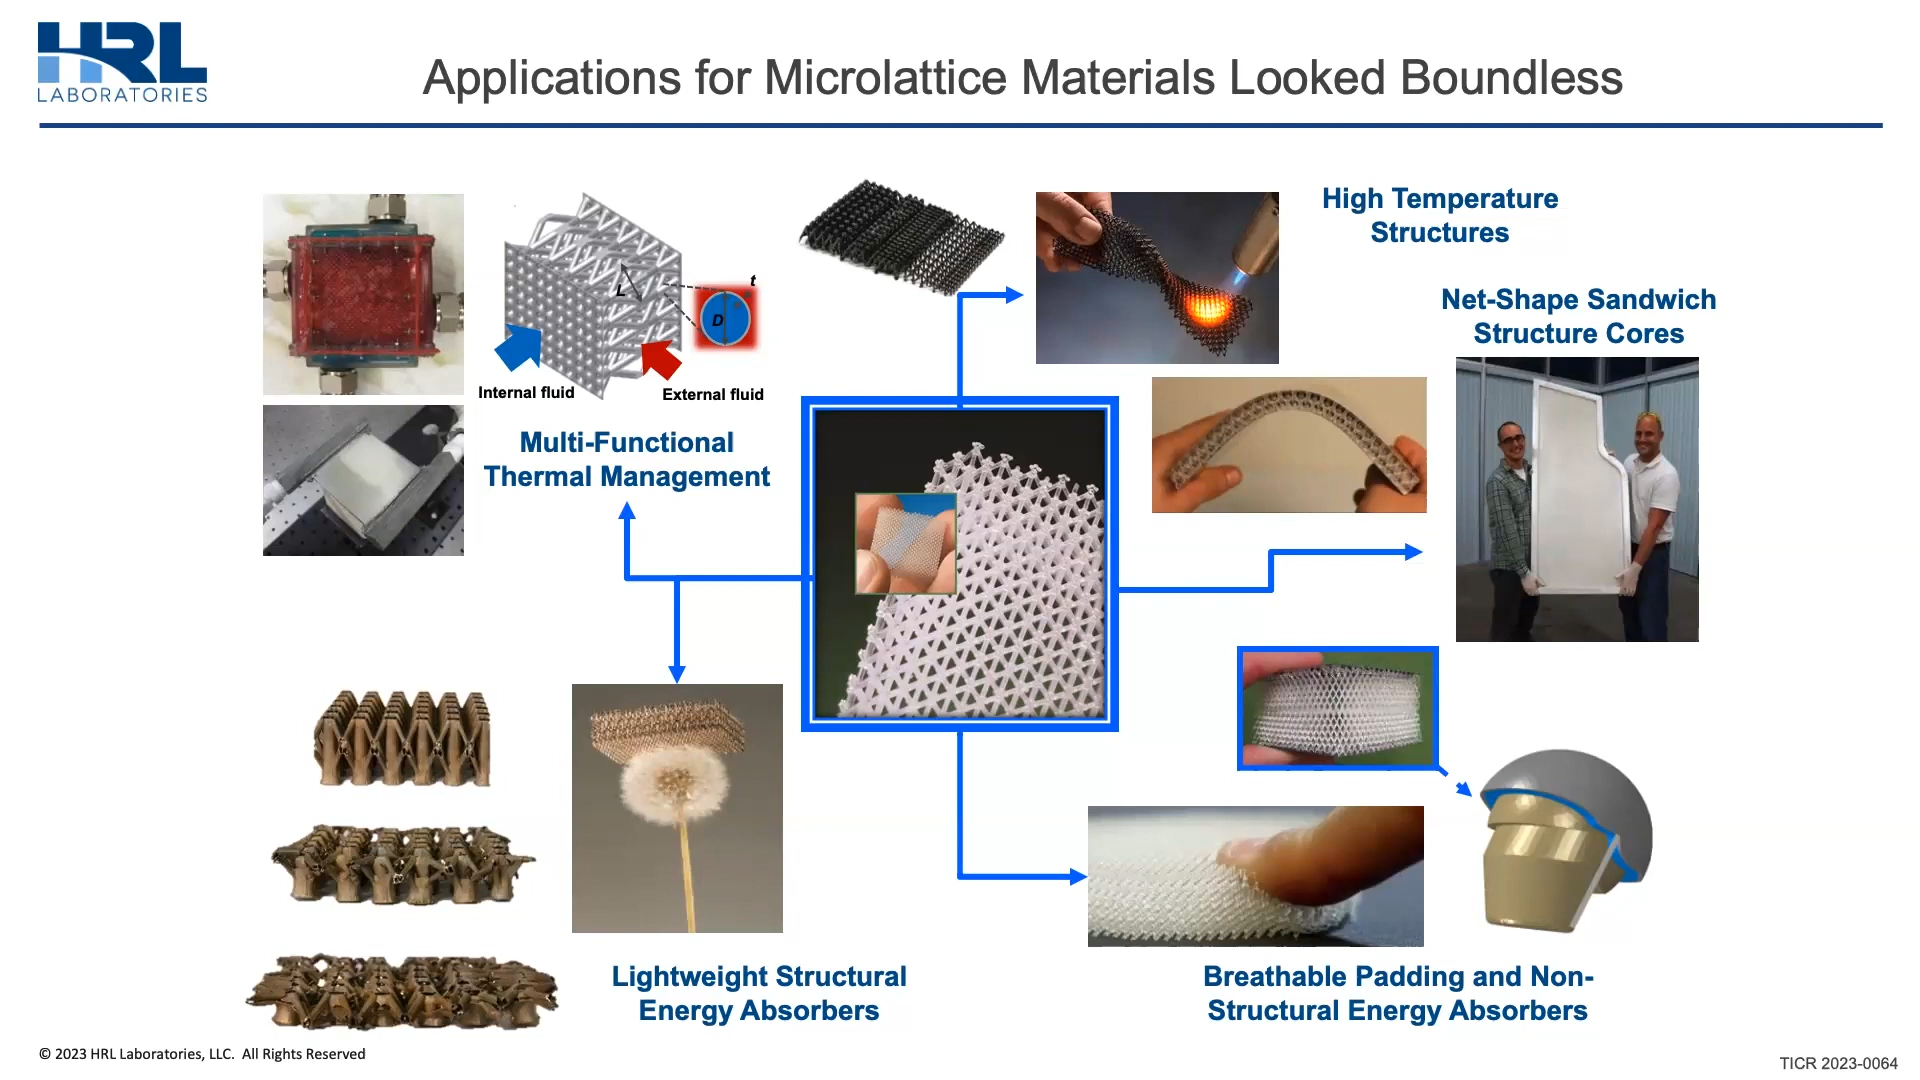 HRL
LABORATORIES
Applications for Microlattice Materials Looked Boundless
High Temperature
Structures
Net-Shape Sandwich
Structure Cores
t
L
D
Internal fluid
External fluid
Multi-Functional
Thermal Management
Lightweight Structural
Energy Absorbers
Breathable Padding and Non-
Structural Energy Absorbers
© 2023 HRL Laboratories, LLC. All Rights Reserved
TICR 2023-0064